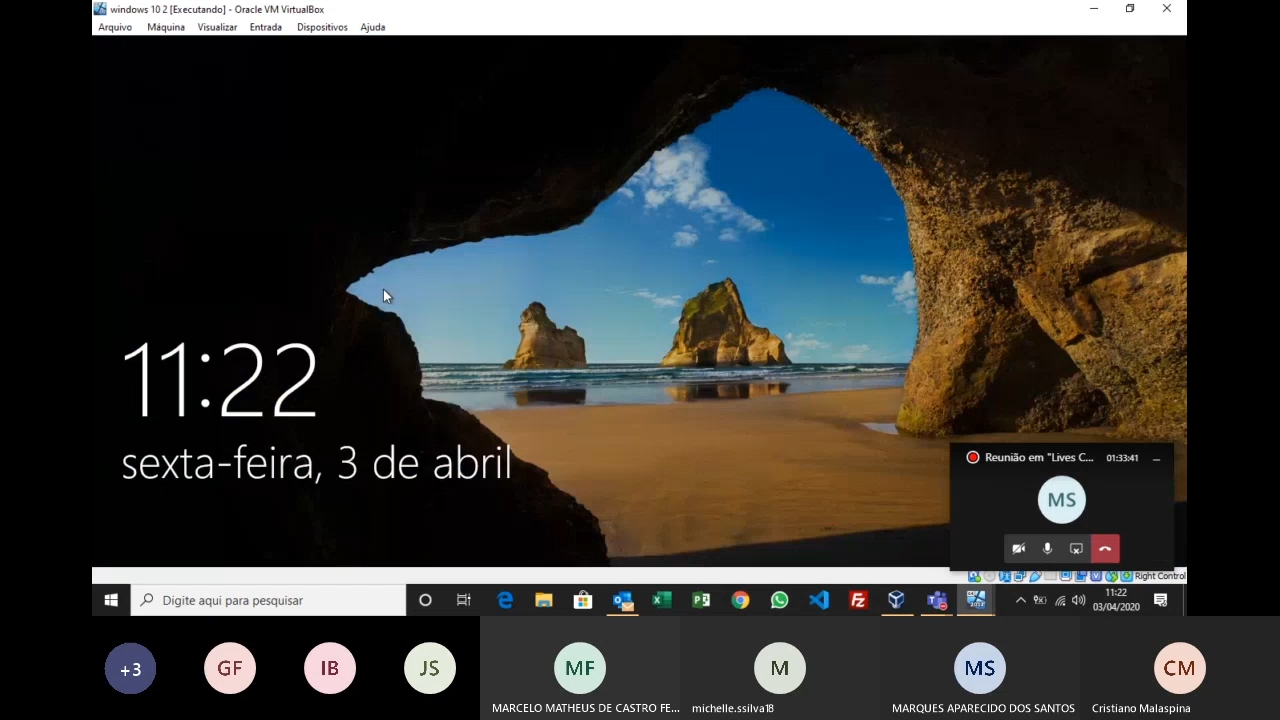 windows 10 2 [Executando] - Oracle VM VirtualBox
Arquivo Máquina Visualizar Entrada Dispositivos Ajuda
11:22
sexta-feira, 3 de abril
Reunião em "Lives C... 01:33:41
MS
Right Control
Digite aqui para pesquisar
11:22
03/04/2020
+3 GF IB JS MF M MS CM
MARCELO MATHEUS DE CASTRO FE... michelle.ssilva18 MARQUES APARECIDO DOS SANTOS Cristiano Malaspina